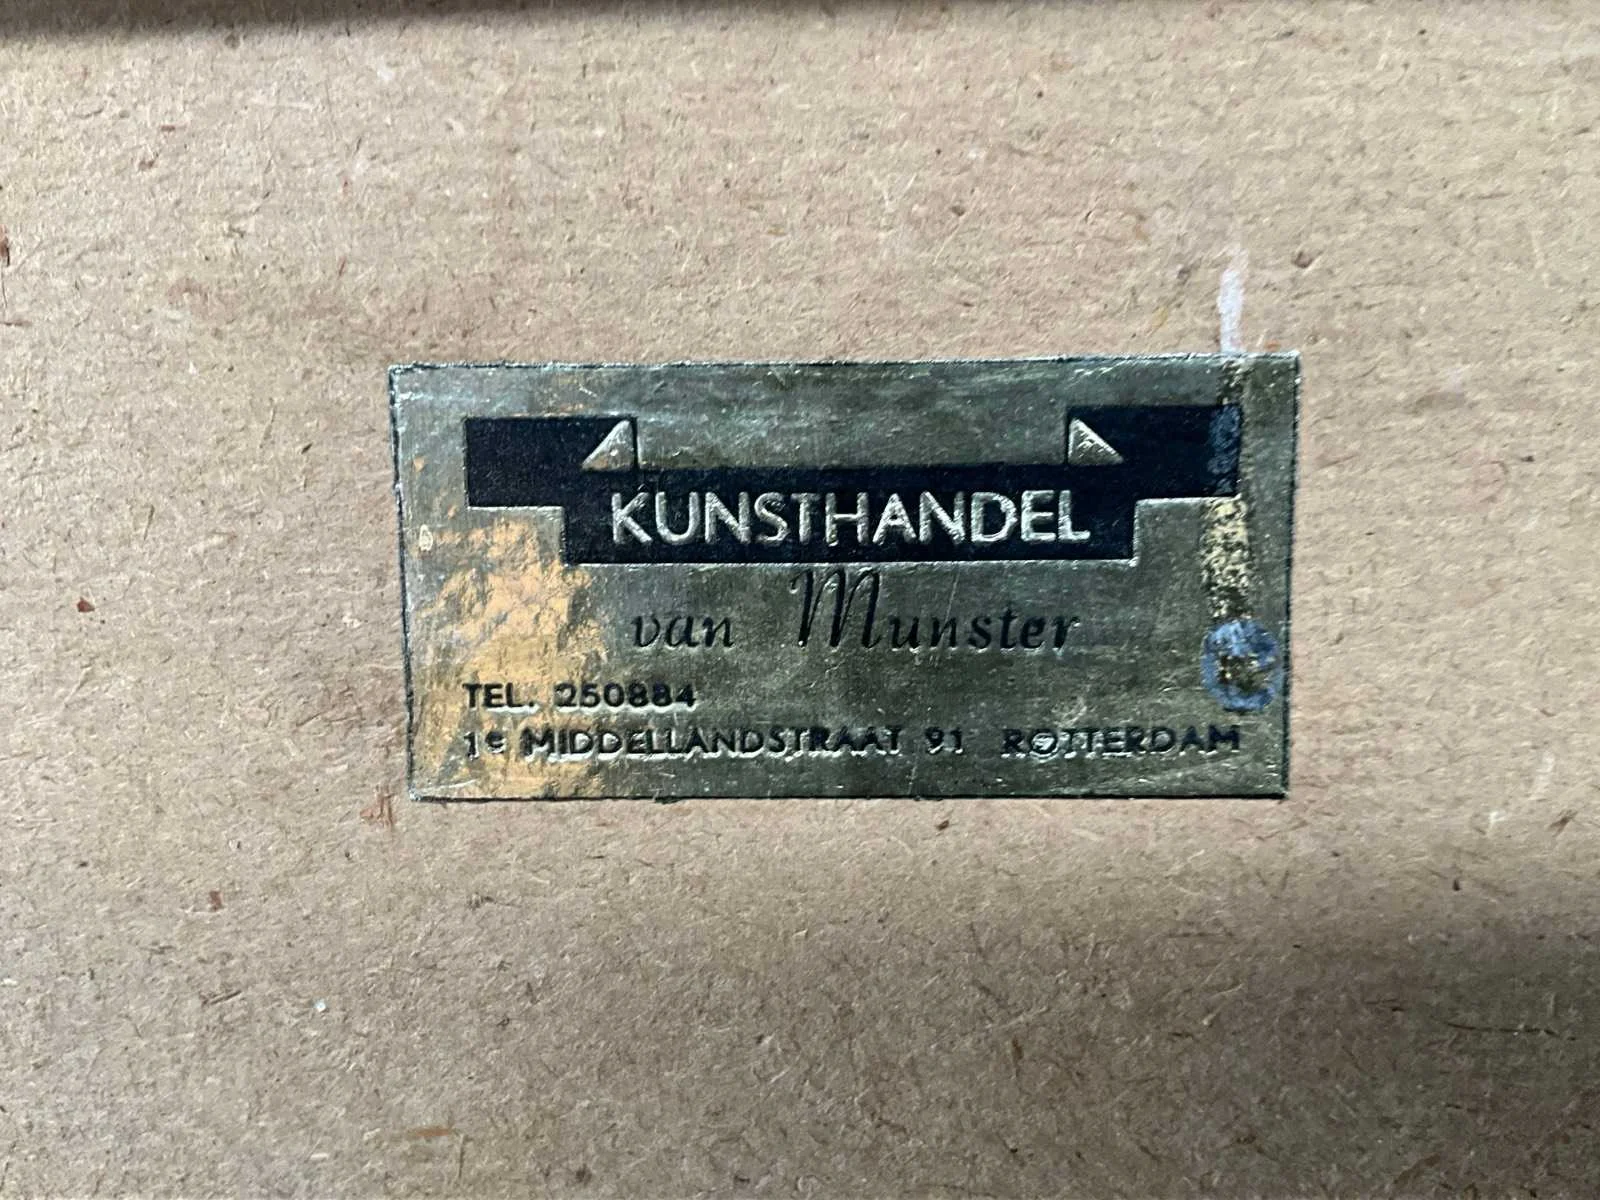 KUNSTHANDEL
van Munster
TEL. 250884
1e MIDDELLANDSTRAAT 91 ROTTERDAM